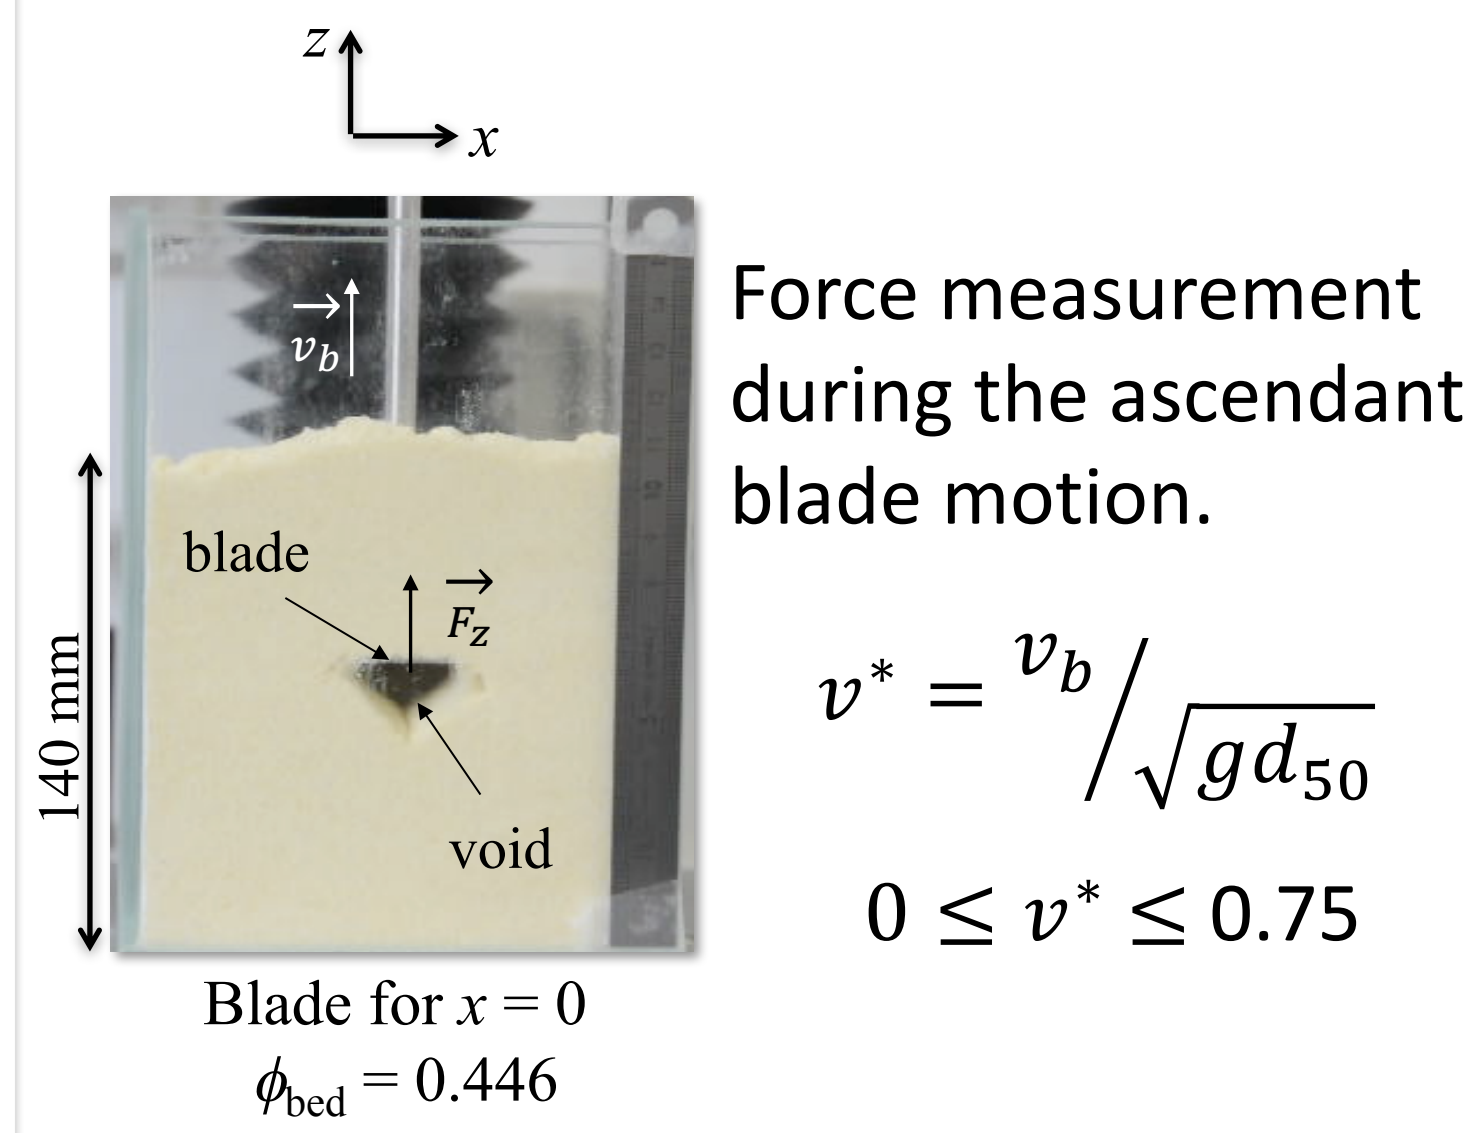 z
x
v_b
Force measurement
during the ascendant
blade motion.
blade
F_z
140 mm
void
v* = v_b/√gd₅₀
0 ≤ v* ≤ 0.75
Blade for x = 0
ϕ_bed = 0.446